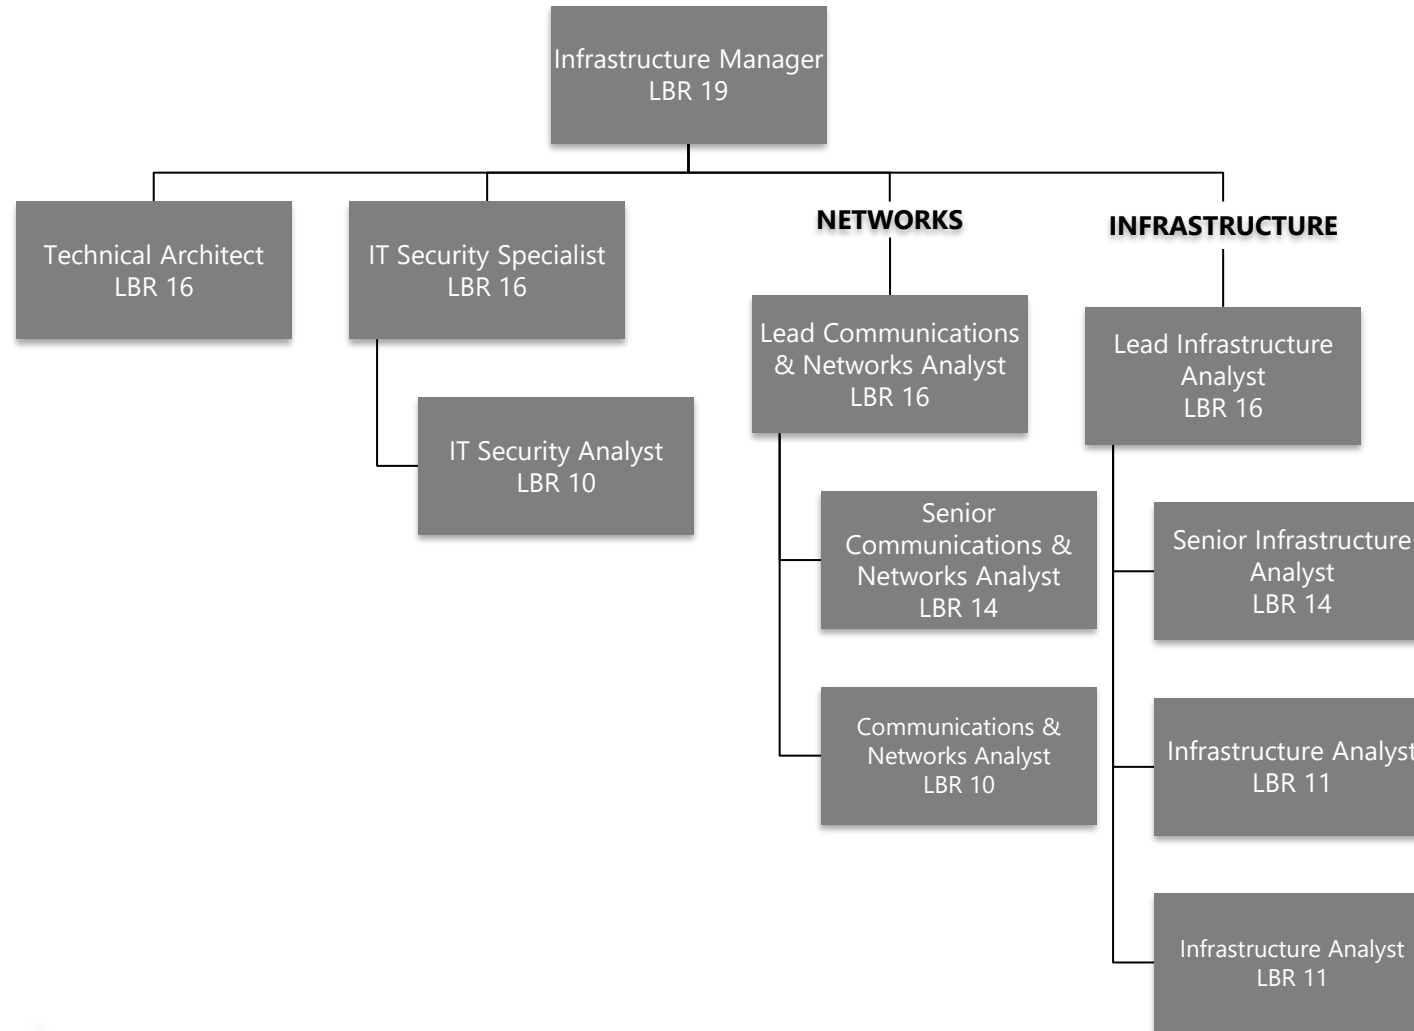 Infrastructure Manager
LBR 19
Technical Architect
LBR 16
IT Security Specialist
LBR 16
IT Security Analyst
LBR 10
NETWORKS
Lead Communications
& Networks Analyst
LBR 16
Senior
Communications &
Networks Analyst
LBR 14
Communications &
Networks Analyst
LBR 10
INFRASTRUCTURE
Lead Infrastructure
Analyst
LBR 16
Senior Infrastructure
Analyst
LBR 14
Infrastructure Analyst
LBR 11
Infrastructure Analyst
LBR 11